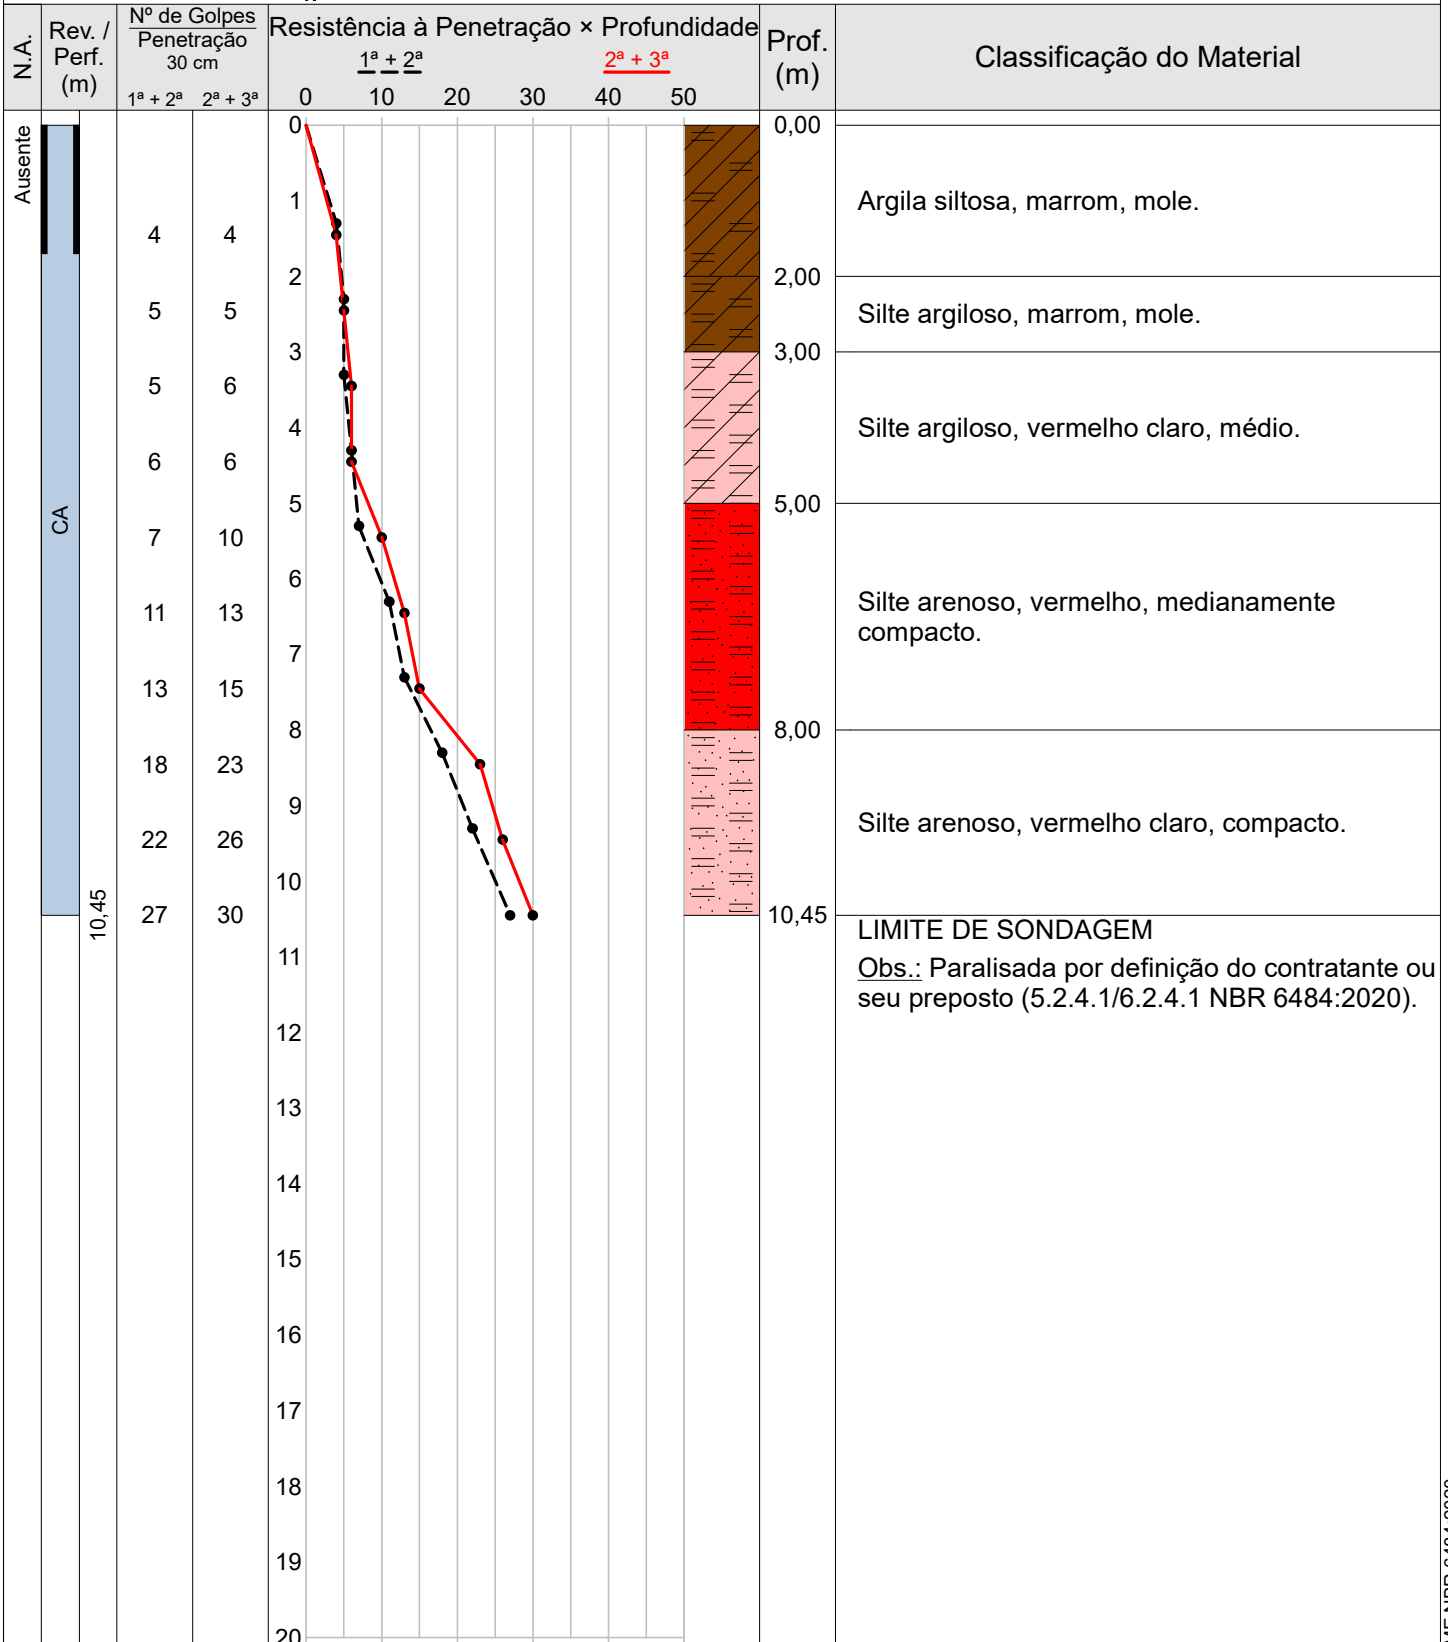 N.A.
Rev. /
Perf.
(m)
Nº de Golpes
Penetração
30 cm
1ª + 2ª 2ª + 3ª
Resistência à Penetração × Profundidade
1ª + 2ª 2ª + 3ª
0 10 20 30 40 50
Prof.
(m)
Classificação do Material
Ausente
0 0,00
Argila siltosa, marrom, mole.
1
4 4
2 2,00
5 5
Silte argiloso, marrom, mole.
3 3,00
5 6
4
Silte argiloso, vermelho claro, médio.
6 6
5 5,00
CA
7 10
6
Silte arenoso, vermelho, medianamente
compacto.
11 13
7
13 15
8 8,00
18 23
9
Silte arenoso, vermelho claro, compacto.
22 26
10
10,45
27 30
10,45
LIMITE DE SONDAGEM
11
Obs.: Paralisada por definição do contratante ou
seu preposto (5.2.4.1/6.2.4.1 NBR 6484:2020).
12
13
14
15
16
17
18
19
20